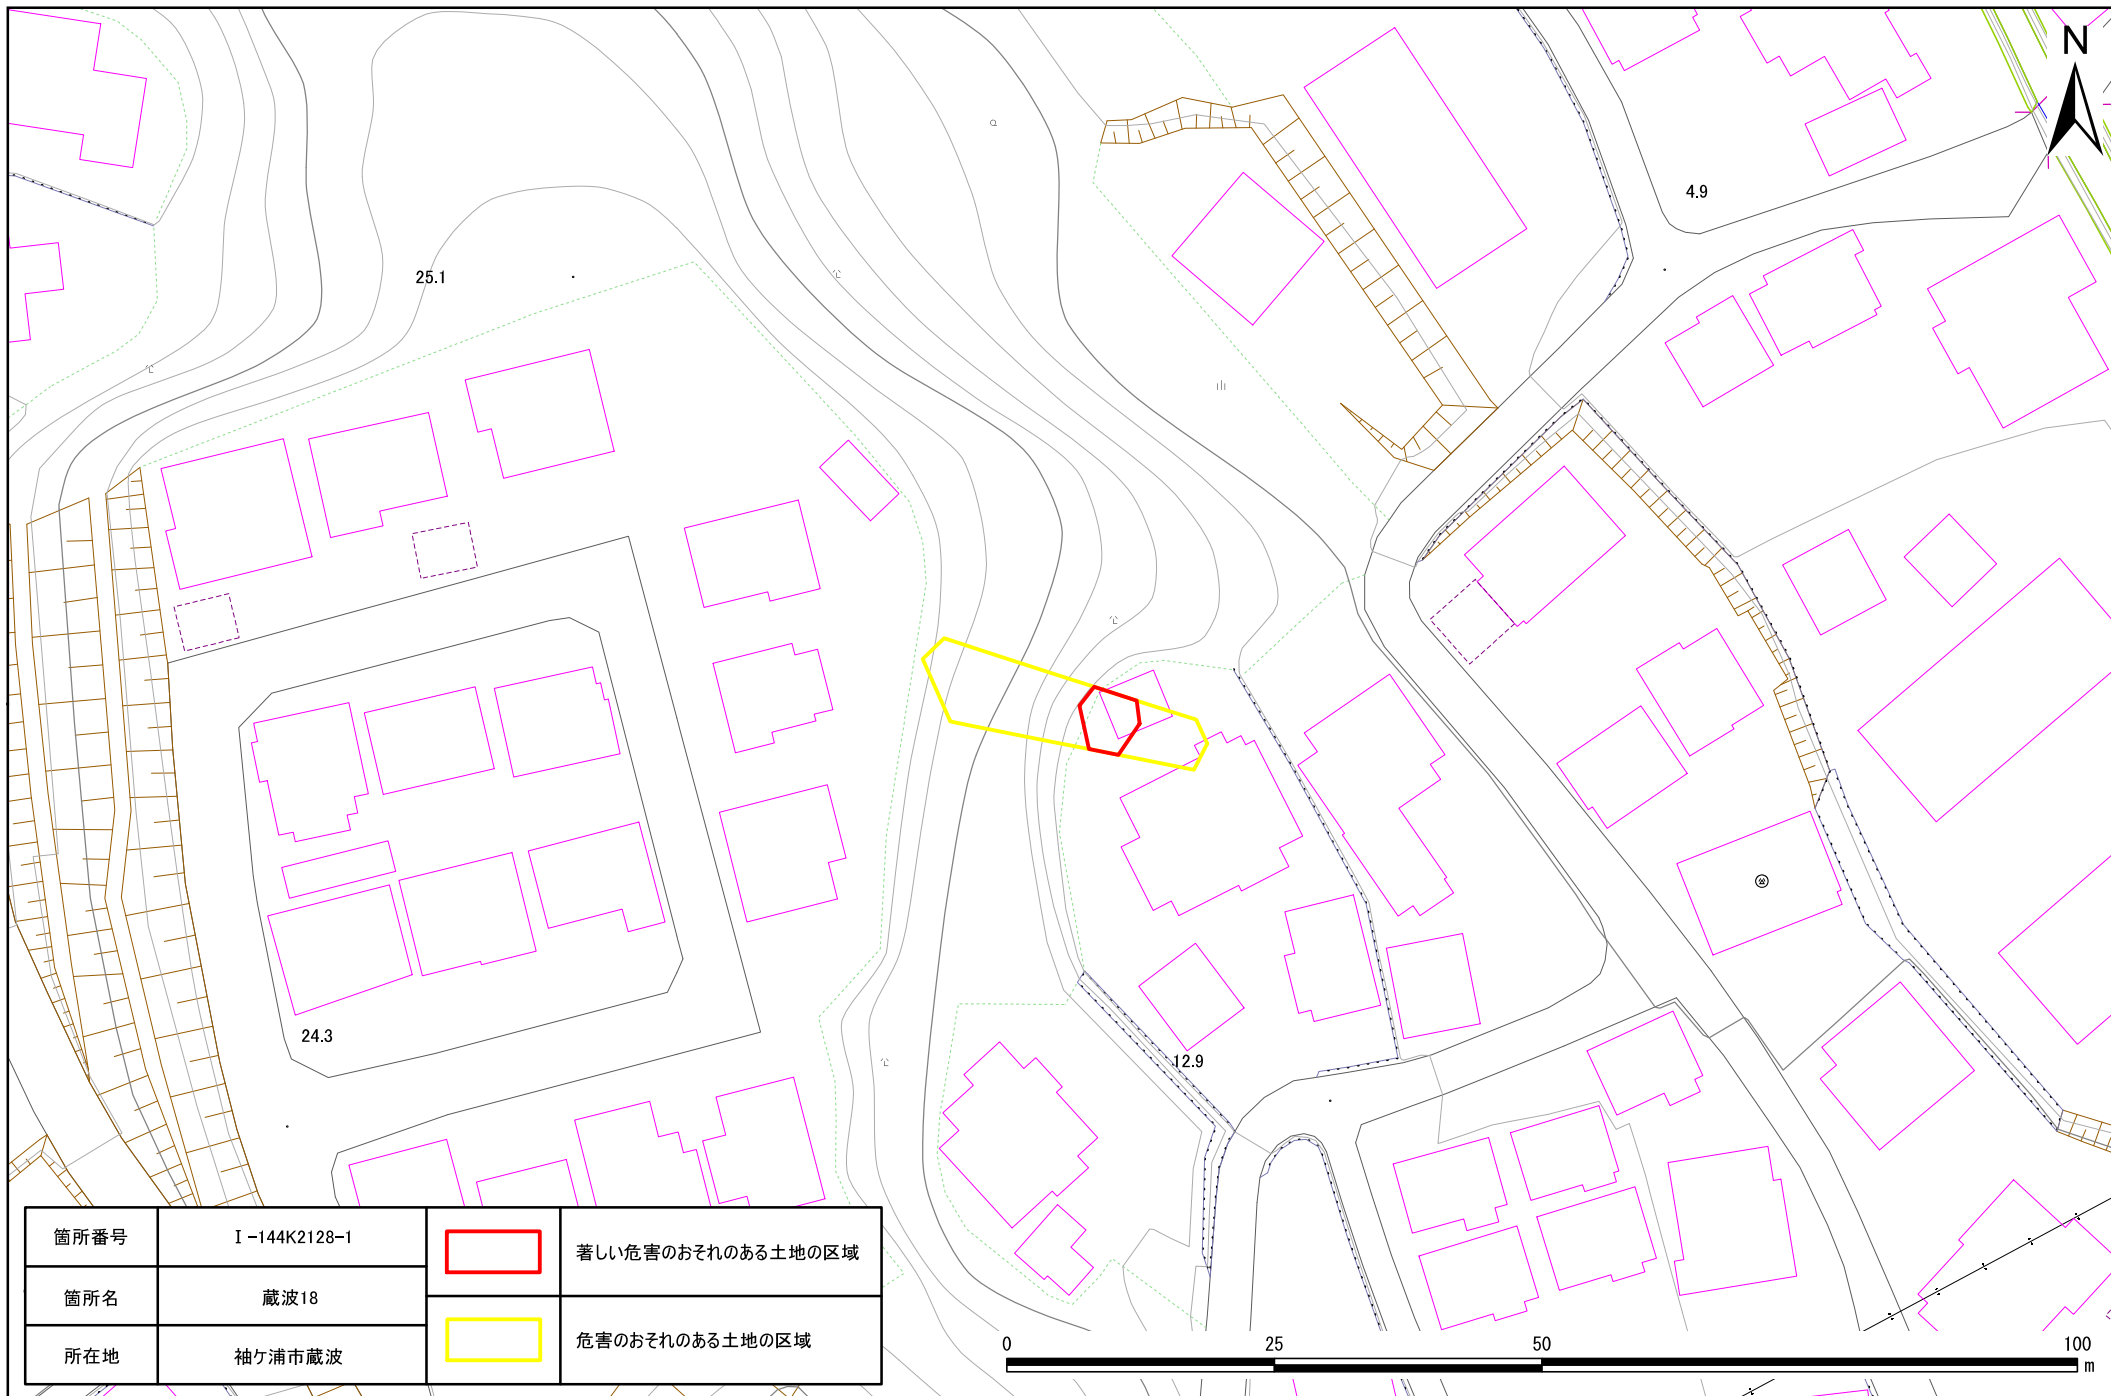 N
4.9
25.1
24.3
12.9
箇所番号 Ⅰ-144K2128-1
著しい危害のおそれのある土地の区域
箇所名 蔵波18
危害のおそれのある土地の区域
所在地 袖ケ浦市蔵波
0 25 50 100
m